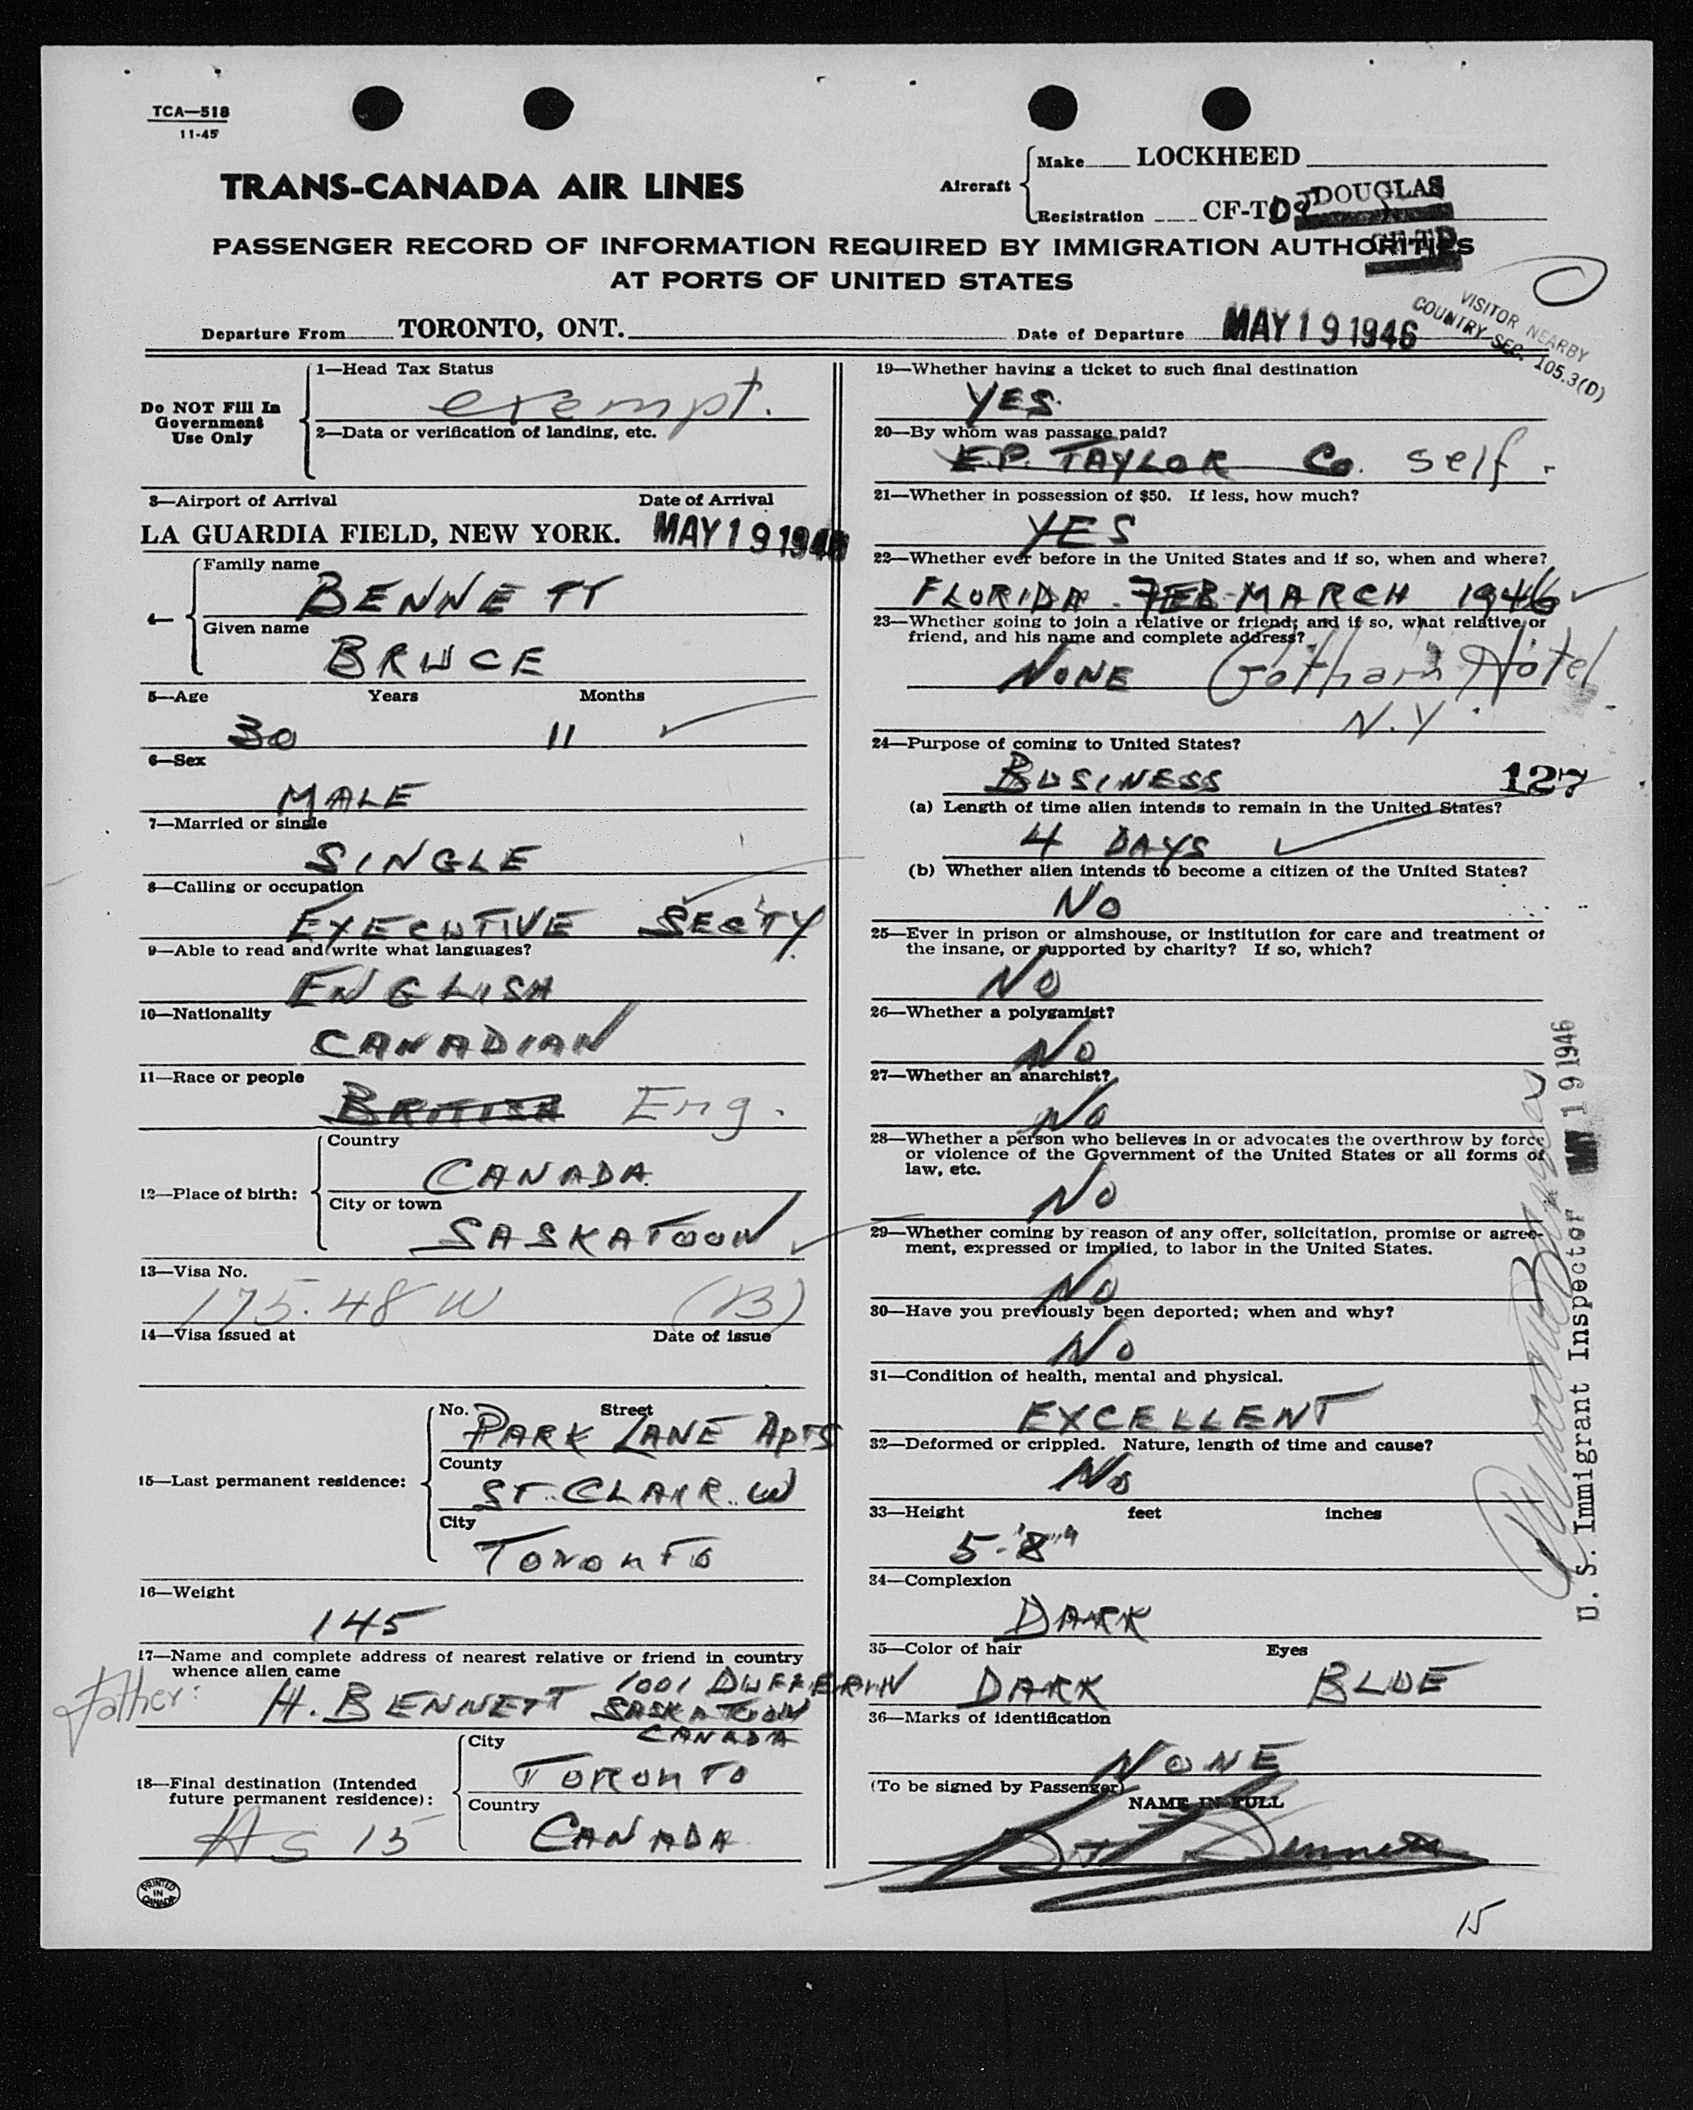 TCA—518
11-45
TRANS-CANADA AIR LINES
Aircraft
Make LOCKHEED
Registration CF-T
DOUGLAS
PASSENGER RECORD OF INFORMATION REQUIRED BY IMMIGRATION AUTHORITIES
AT PORTS OF UNITED STATES
VISITOR NEARBY
COUNTRY-SEC. 105.3(D)
Departure From TORONTO, ONT.
Date of Departure MAY 19 1946
Do NOT Fill In
Government
Use Only
1—Head Tax Status
exempt.
2—Data or verification of landing, etc.
3—Airport of Arrival Date of Arrival
LA GUARDIA FIELD, NEW YORK. MAY 19 1946
4—
Family name
BENNETT
Given name
BRUCE
5—Age Years Months
30 11
6—Sex
MALE
7—Married or single
SINGLE
8—Calling or occupation
EXECUTIVE SEC'TY.
9—Able to read and write what languages?
ENGLISH
10—Nationality
CANADIAN
11—Race or people
BRITISH Eng.
12—Place of birth:
Country
CANADA
City or town
SASKATOON
13—Visa No.
175.48 W (B)
14—Visa issued at Date of issue
15—Last permanent residence:
No. Street
PARK LANE APTS
County
ST. CLAIR. W
City
TORONTO
16—Weight
145
17—Name and complete address of nearest relative or friend in country
whence alien came
Father: H. BENNETT 1001 DUFFERIN
SASKATOON
CANADA
18—Final destination (Intended
future permanent residence):
As 15
City
TORONTO
Country
CANADA
PRINTED
IN
CANADA
19—Whether having a ticket to such final destination
YES.
20—By whom was passage paid?
E.P. TAYLOR Co. self.
21—Whether in possession of $50. If less, how much?
YES
22—Whether ever before in the United States and if so, when and where?
FLORIDA - FEB-MARCH 1946
23—Whether going to join a relative or friend; and if so, what relative or
friend, and his name and complete address?
NONE Gotham Hotel
N.Y.
24—Purpose of coming to United States?
BUSINESS 127
(a) Length of time alien intends to remain in the United States?
4 DAYS
(b) Whether alien intends to become a citizen of the United States?
NO
25—Ever in prison or almshouse, or institution for care and treatment of
the insane, or supported by charity? If so, which?
NO
26—Whether a polygamist?
NO
27—Whether an anarchist?
NO
28—Whether a person who believes in or advocates the overthrow by force
or violence of the Government of the United States or all forms of
law, etc.
NO
29—Whether coming by reason of any offer, solicitation, promise or agree-
ment, expressed or implied, to labor in the United States.
NO
30—Have you previously been deported; when and why?
NO
31—Condition of health, mental and physical.
EXCELLENT
32—Deformed or crippled. Nature, length of time and cause?
NO
33—Height feet inches
5-'8"
34—Complexion
DARK
35—Color of hair Eyes
DARK BLUE
36—Marks of identification
NONE
(To be signed by Passenger)
NAME IN FULL
Bennett
15
U. S. Immigrant Inspector MAY 19 1946